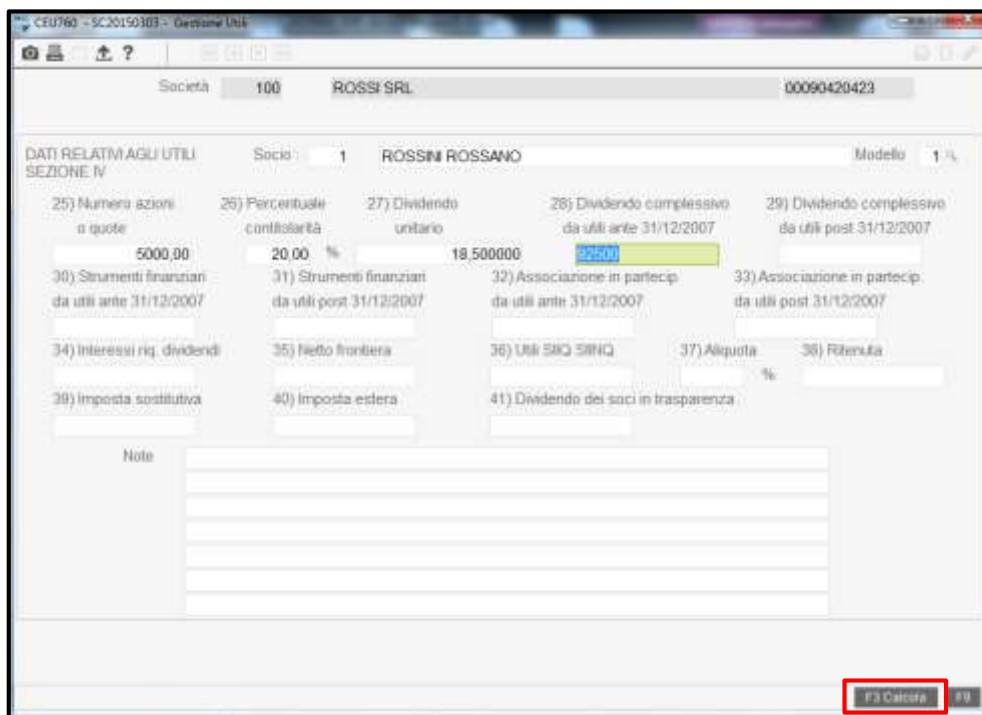 CEU760 - SC20150303 - Gestione Utili
?
Società 100 ROSSI SRL 00090420423
DATI RELATIVI AGLI UTILI
SEZIONE IV
Socio : 1 ROSSINI ROSSANO Modello 1
25) Numero azioni 26) Percentuale 27) Dividendo 28) Dividendo complessivo 29) Dividendo complessivo
o quote contitolarità unitario da utili ante 31/12/2007 da utili post 31/12/2007
5000,00 20,00 % 18,500000 92500
30) Strumenti finanziari 31) Strumenti finanziari 32) Associazione in partecip. 33) Associazione in partecip.
da utili ante 31/12/2007 da utili post 31/12/2007 da utili ante 31/12/2007 da utili post 31/12/2007
34) Interessi riq. dividendi 35) Netto frontiera 36) Utili SIIQ SIINQ 37) Aliquota 38) Ritenuta
%
39) Imposta sostitutiva 40) Imposta estera 41) Dividendo dei soci in trasparenza
Note
F3 Calcola F9